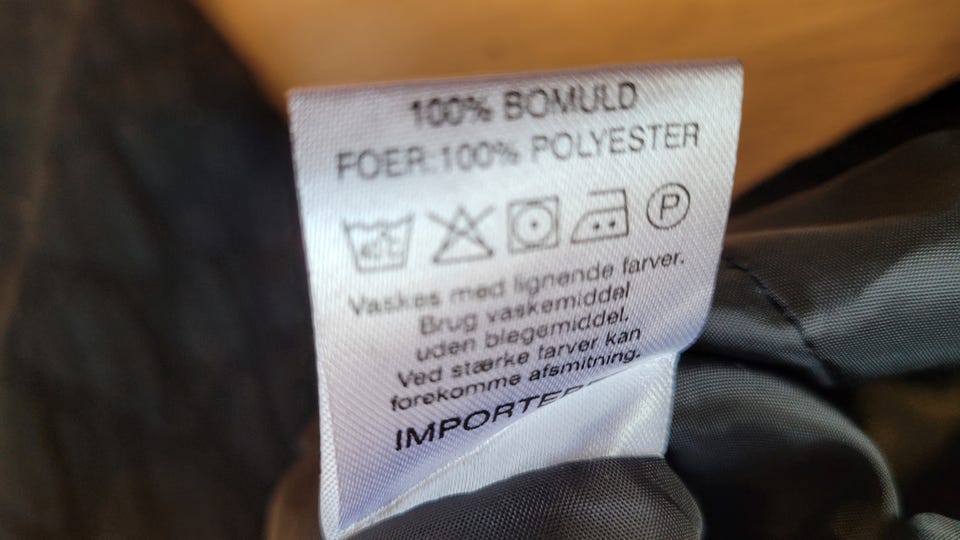 100% BOMULD
FOER:100% POLYESTER
P
Vaskes med lignende farver.
Brug vaskemiddel
uden blegemiddel.
Ved stærke farver kan
forekomme afsmitning.